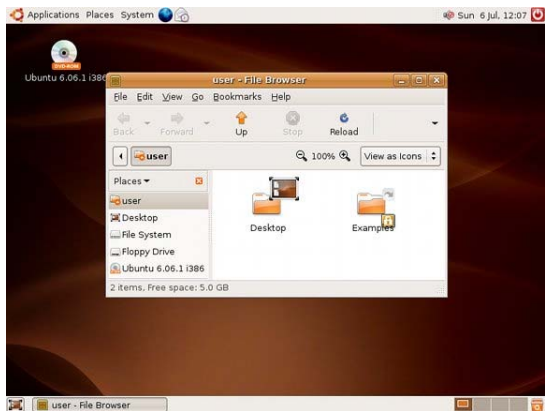 Applications Places System
Sun 6 Jul, 12:07
DVD-ROM
Ubuntu 6.06.1 i386
user - File Browser
File Edit View Go Bookmarks Help
Back Forward Up Stop Reload
user 100% View as Icons
Places
user
Desktop
File System
Floppy Drive
Ubuntu 6.06.1 i386
Desktop
Examples
2 items, Free space: 5.0 GB
user - File Browser